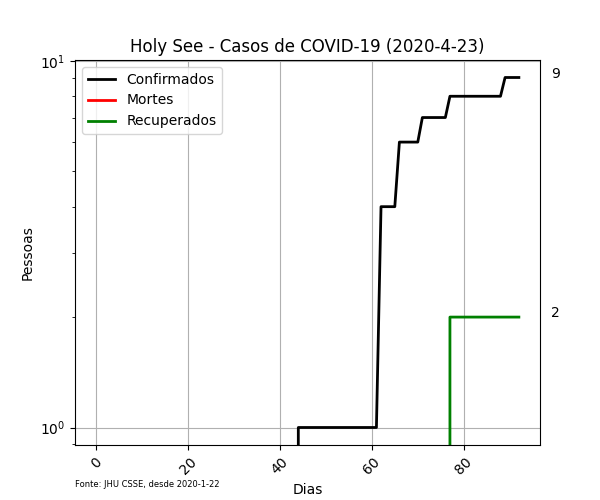 Holy See - Casos de COVID-19 (2020-4-23)
10¹
Confirmados
Mortes
Recuperados
9
Pessoas
2
10⁰
0
20
40
60
80
Fonte: JHU CSSE, desde 2020-1-22
Dias